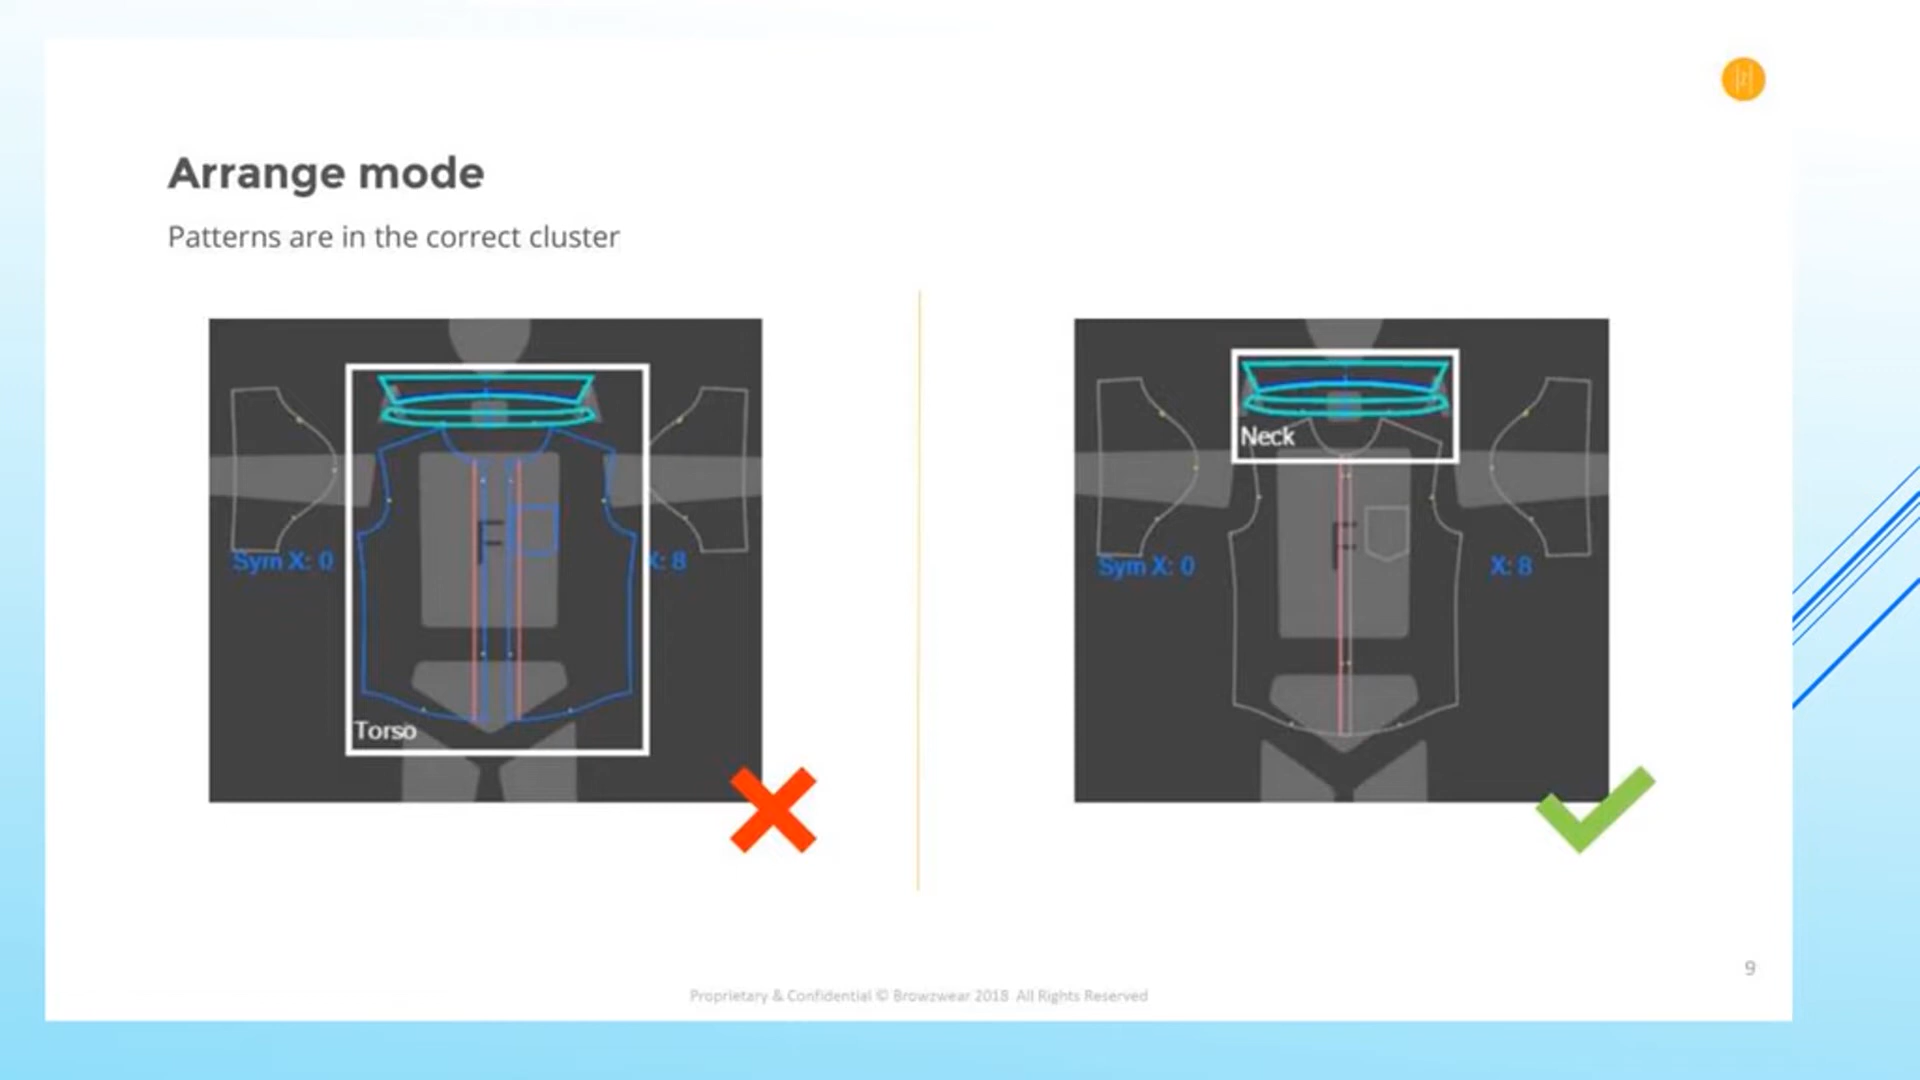 Arrange mode
Patterns are in the correct cluster
Sym X: 0
F
X: 8
Torso
Neck
F
Sym X: 0
X: 8
9
Proprietary & Confidential © Browzwear 2018 All Rights Reserved